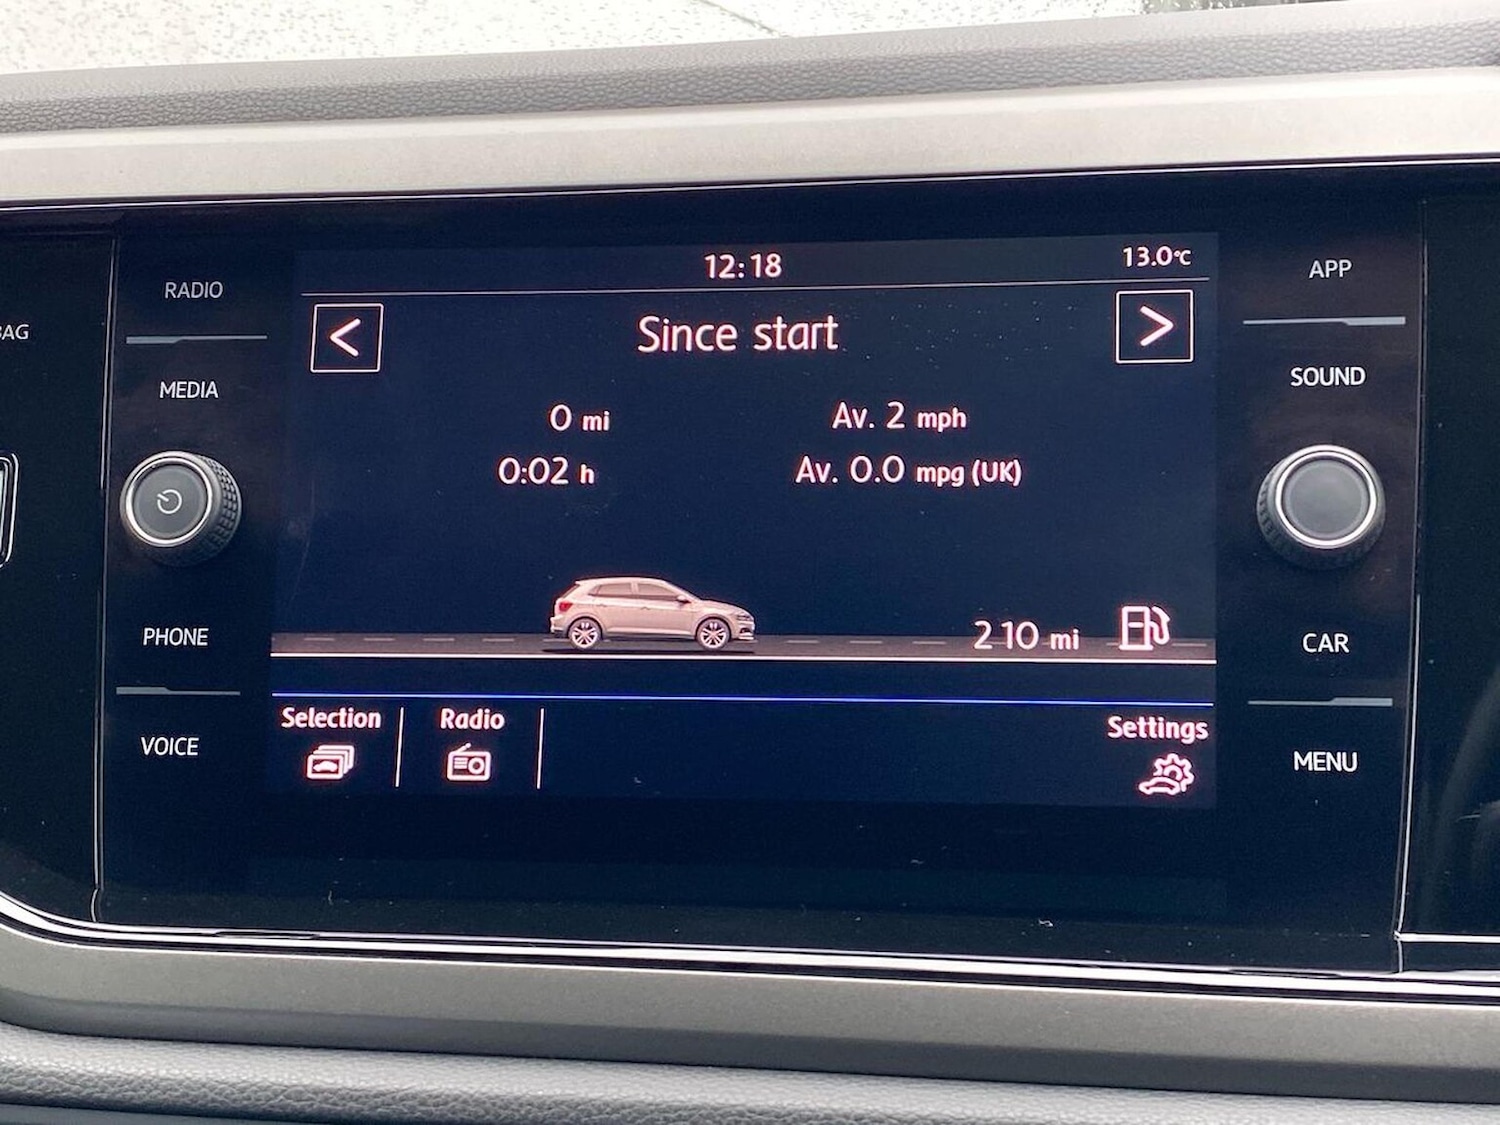 RADIO
MEDIA
PHONE
VOICE
BAG
12:18
13.0°C
<
Since start
>
0 mi
Av. 2 mph
0:02 h
Av. 0.0 mpg (UK)
210 mi
Selection
Radio
Settings
APP
SOUND
CAR
MENU